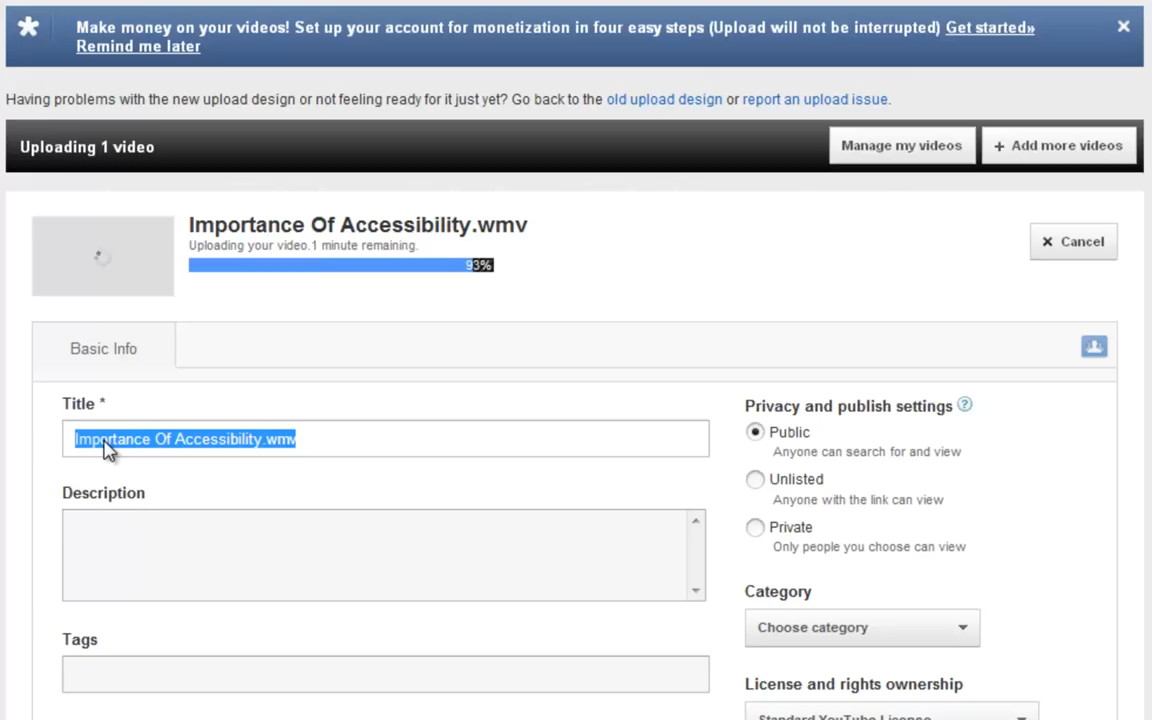 Make money on your videos! Set up your account for monetization in four easy steps (Upload will not be interrupted) Get started»
Remind me later
Having problems with the new upload design or not feeling ready for it just yet? Go back to the old upload design or report an upload issue.
Uploading 1 video
Manage my videos
+ Add more videos
Importance Of Accessibility.wmv
Uploading your video.1 minute remaining.
93%
× Cancel
Basic Info
Title *
Importance Of Accessibility.wmv
Description
Tags
Privacy and publish settings ?
Public
Anyone can search for and view
Unlisted
Anyone with the link can view
Private
Only people you choose can view
Category
Choose category
License and rights ownership
Standard YouTube License